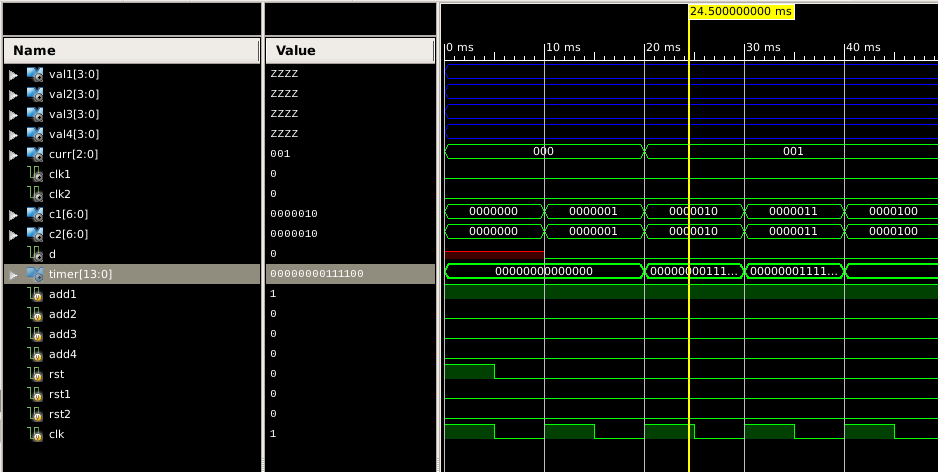 24.500000000 ms
Name Value 0 ms 10 ms 20 ms 30 ms 40 ms
val1[3:0] ZZZZ
val2[3:0] ZZZZ
val3[3:0] ZZZZ
val4[3:0] ZZZZ
curr[2:0] 001 000 001
clk1 0
clk2 0
c1[6:0] 0000010 0000000 0000001 0000010 0000011 0000100
c2[6:0] 0000010 0000000 0000001 0000010 0000011 0000100
d 0
timer[13:0] 00000000111100 00000000000000 00000000111... 00000001111...
add1 1
add2 0
add3 0
add4 0
rst 0
rst1 0
rst2 0
clk 1